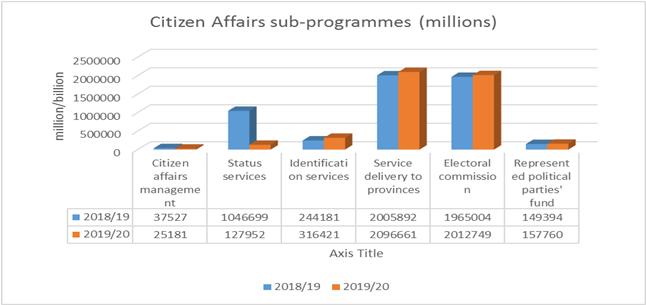 Citizen Affairs sub-programmes (millions)
million/billion
2500000
2000000
1500000
1000000
500000
0
Citizen
affairs
manageme
nt
Status
services
Identificati
on services
Service
delivery to
provinces
Electoral
commissio
n
Represent
ed political
parties'
fund
2018/19 37527 1046699 244181 2005892 1965004 149394
2019/20 25181 127952 316421 2096661 2012749 157760
Axis Title
2018/19 2019/20